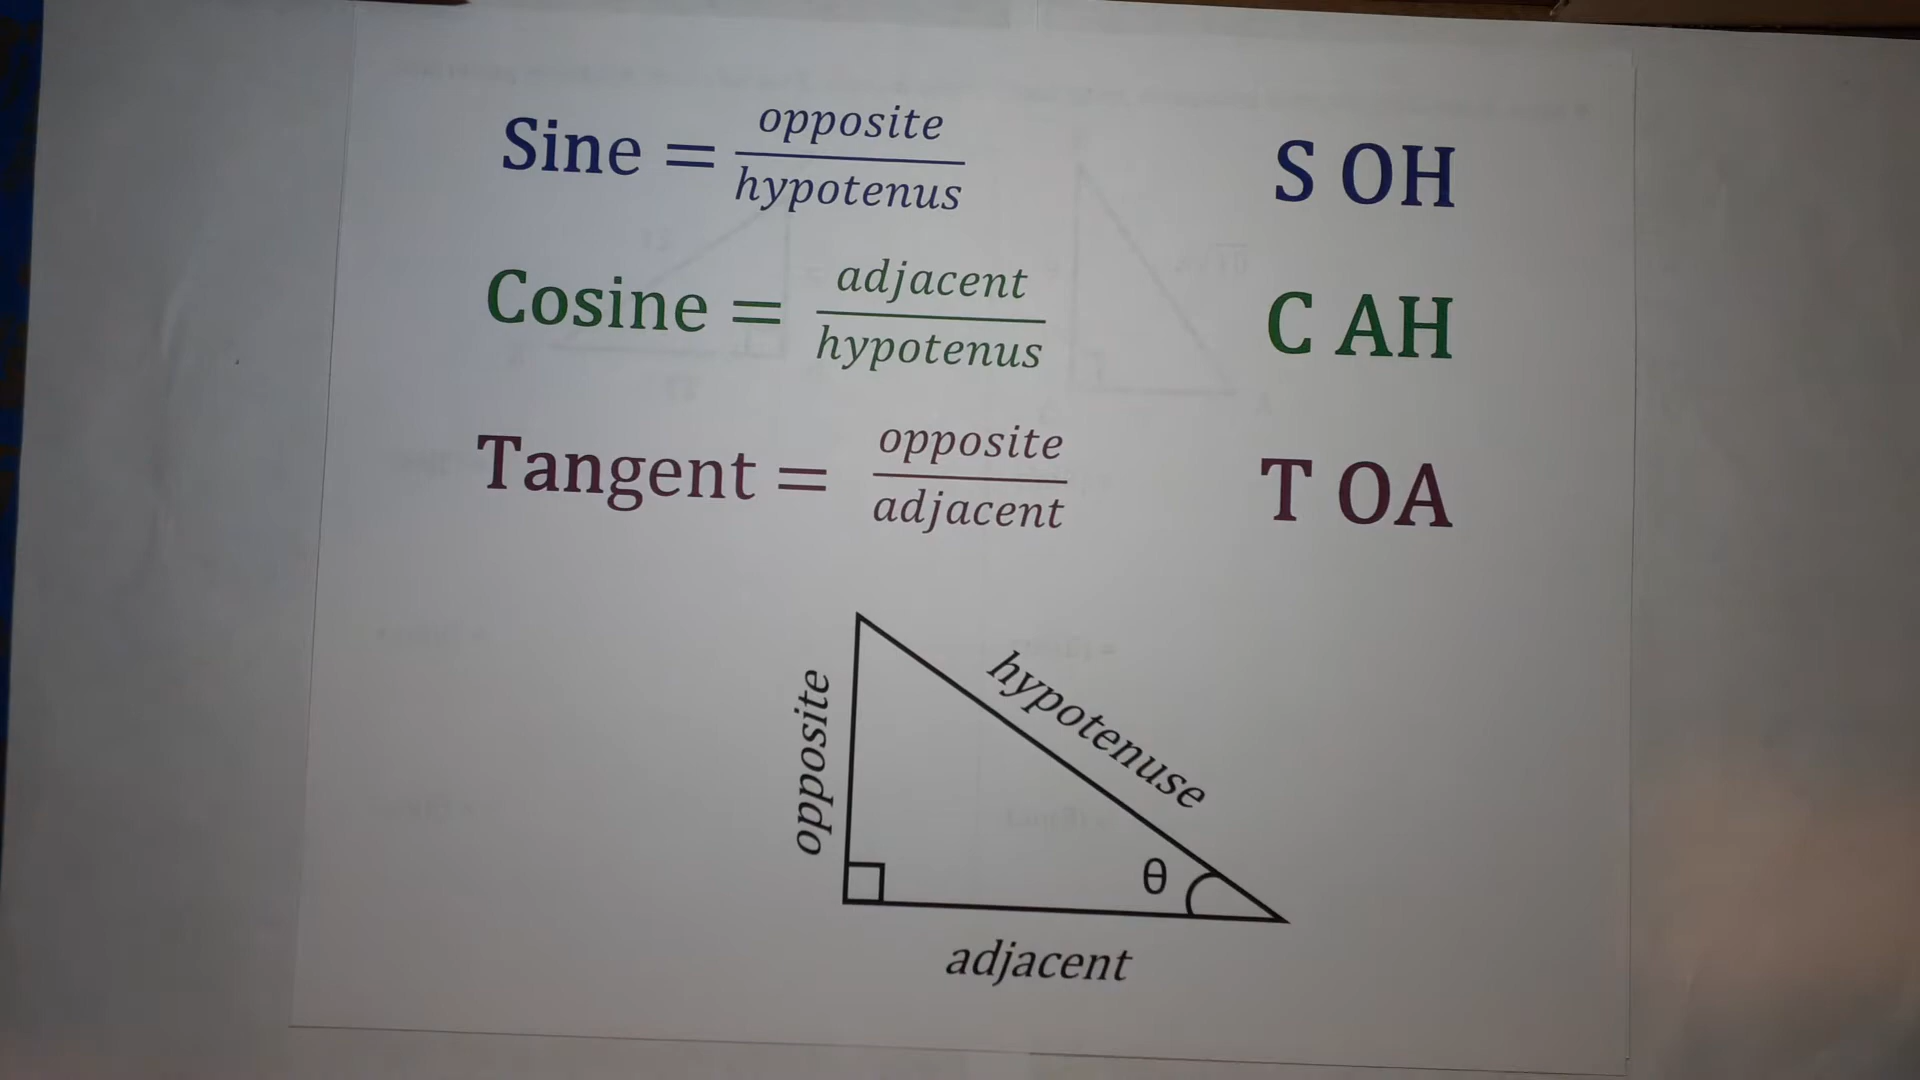 Sine = opposite / hypotenus S OH
Cosine = adjacent / hypotenus C AH
Tangent = opposite / adjacent T OA
opposite
hypotenuse
θ
adjacent